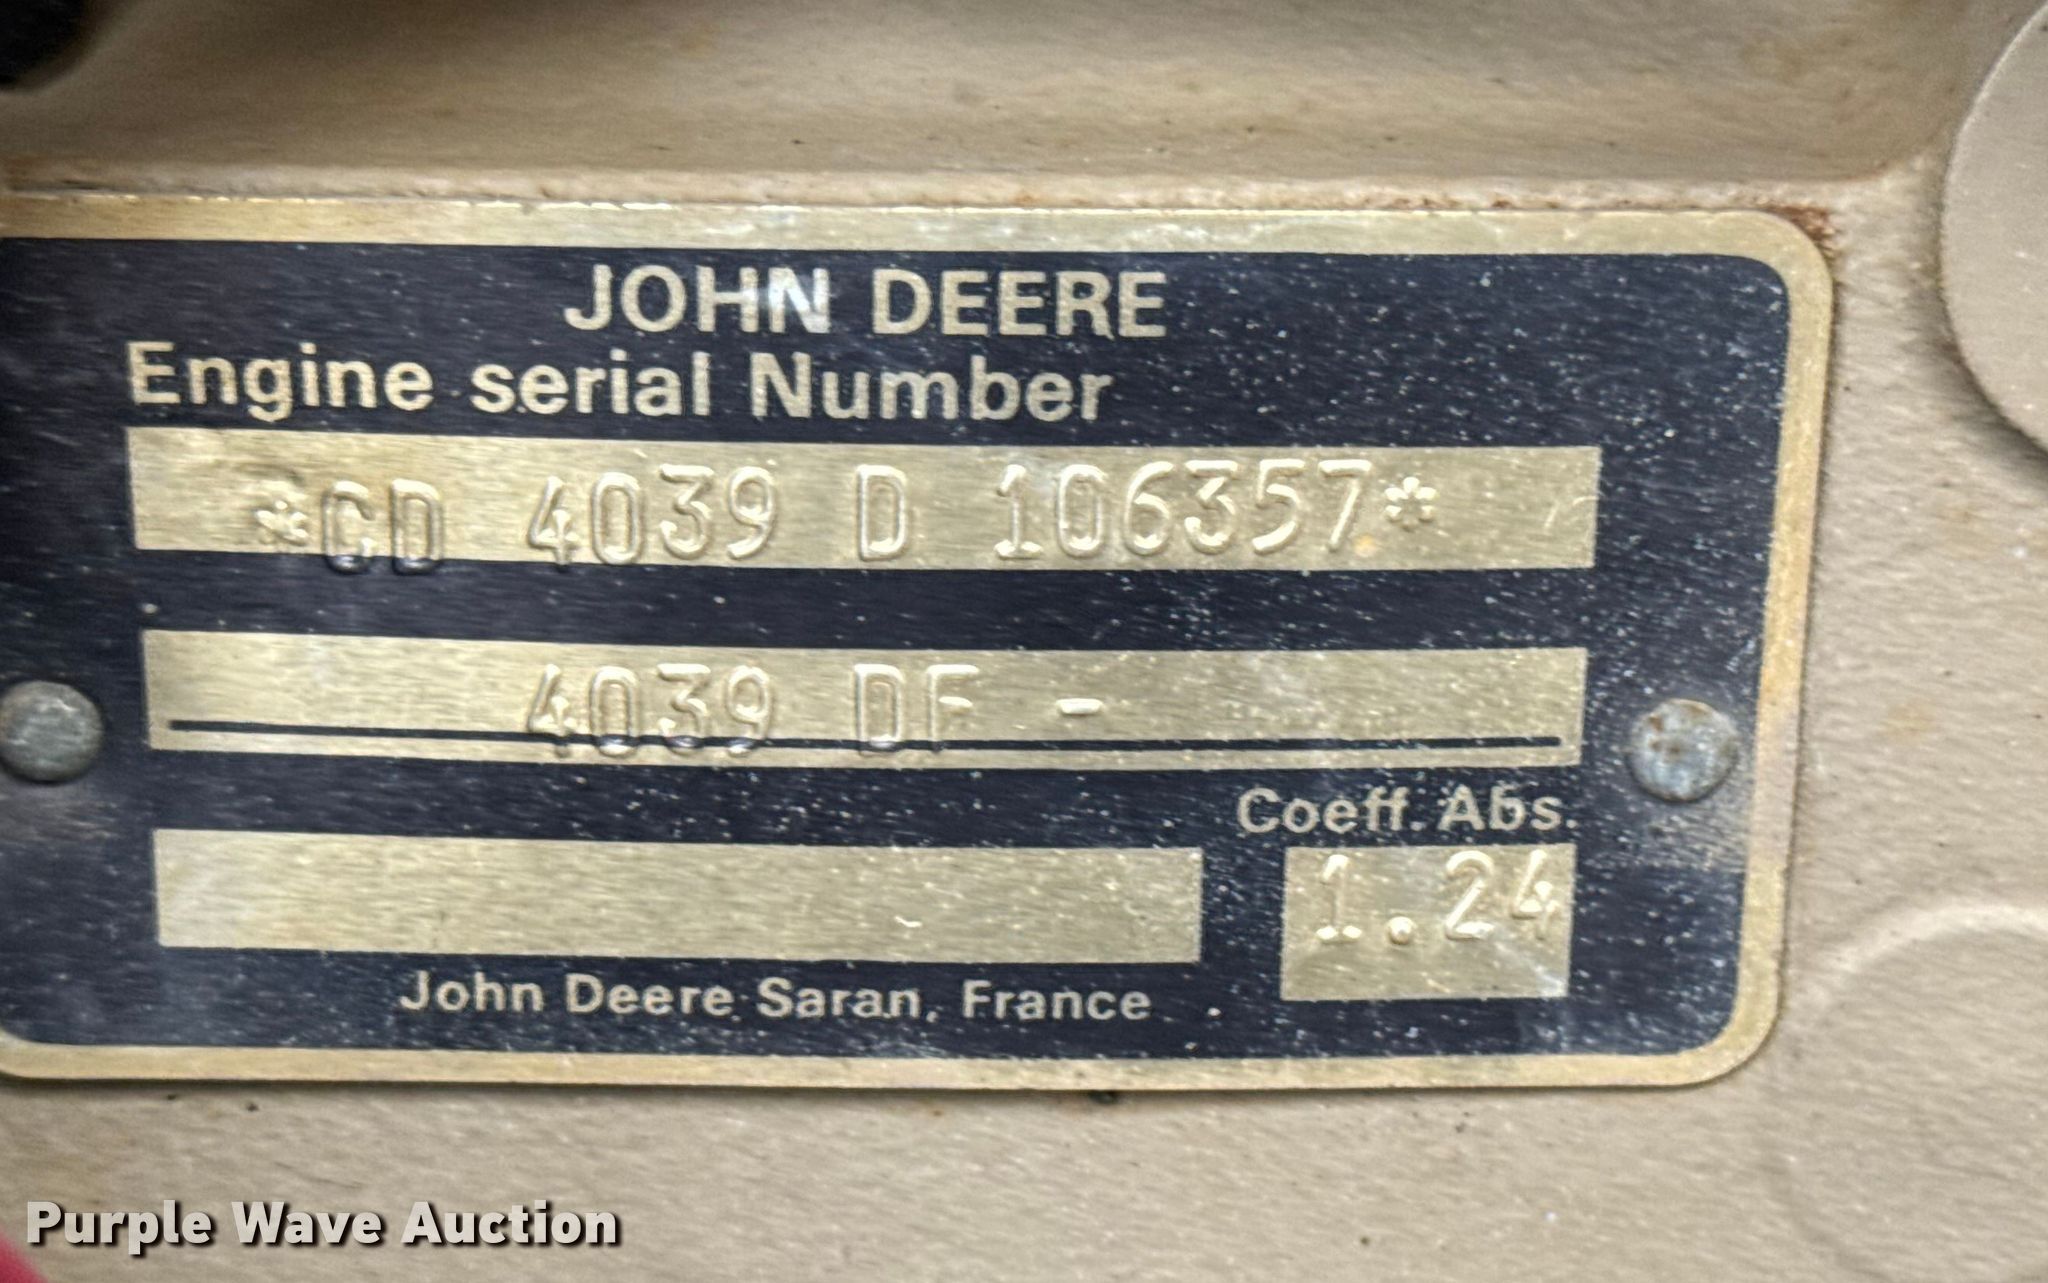 JOHN DEERE
Engine serial Number
*CD 4039 D 106357*
4039 DF -
Coeff. Abs.
1.24
John Deere Saran, France
Purple Wave Auction